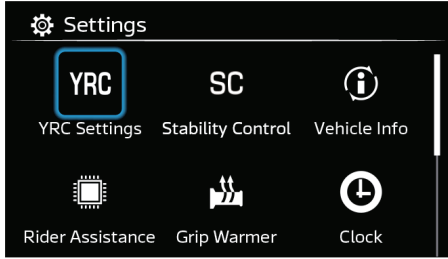 Settings
YRC SC
YRC Settings Stability Control Vehicle Info
Rider Assistance Grip Warmer Clock